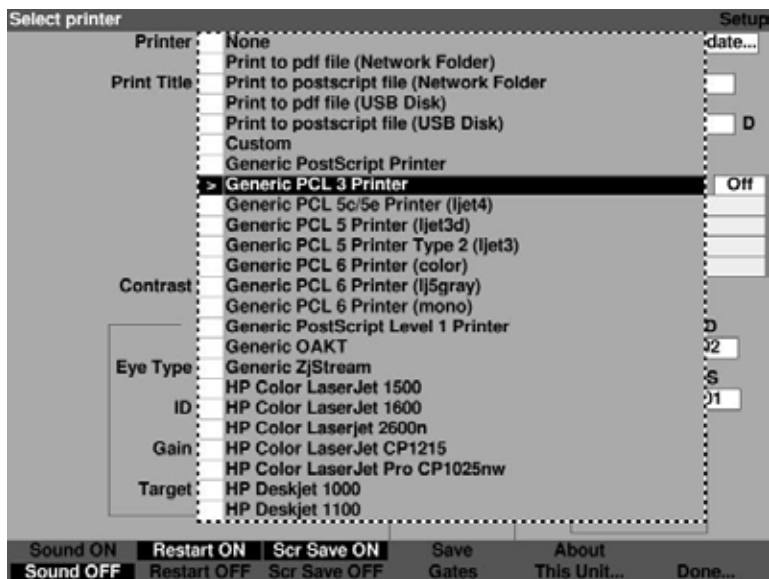 Select printer Setup
Printer None date...
Print to pdf file (Network Folder)
Print Title Print to postscript file (Network Folder
Print to pdf file (USB Disk)
Print to postscript file (USB Disk) D
Custom
Generic PostScript Printer
> Generic PCL 3 Printer Off
Generic PCL 5c/5e Printer (ljet4)
Generic PCL 5 Printer (ljet3d)
Generic PCL 5 Printer Type 2 (ljet3)
Generic PCL 6 Printer (color)
Contrast Generic PCL 6 Printer (lj5gray)
Generic PCL 6 Printer (mono)
Generic PostScript Level 1 Printer D
Generic OAKT 02
Eye Type Generic ZjStream S
HP Color LaserJet 1500 01
ID HP Color LaserJet 1600
HP Color Laserjet 2600n
Gain HP Color LaserJet CP1215
HP Color LaserJet Pro CP1025nw
Target HP Deskjet 1000
HP Deskjet 1100
Sound ON Restart ON Scr Save ON Save About
Sound OFF Restart OFF Scr Save OFF Gates This Unit... Done...